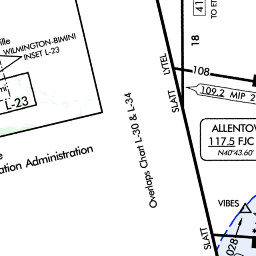 WILMINGTON-BIMINI
INSET L-23
L-23
ation Administration
Overlaps Chart L-30 & L-34
LYTEL
SLATT
18
41
TO
108
109.2 MIP 2
ALLENTOW
117.5 FJC
N40°43.60'
VIBES
SLATT
028